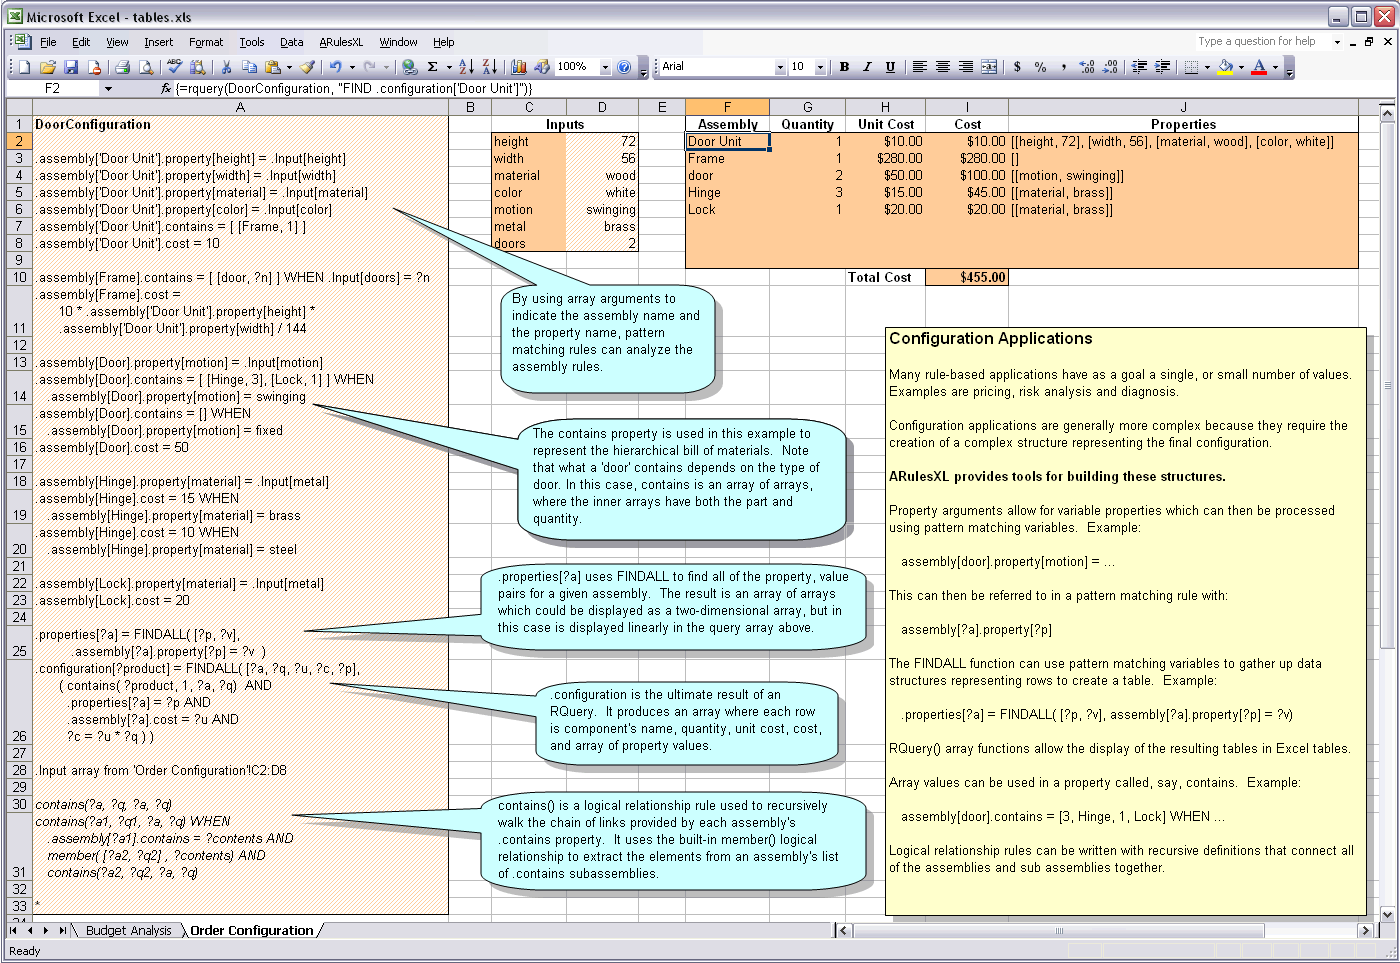 Microsoft Excel - tables.xls
File Edit View Insert Format Tools Data ARulesXL Window Help
Type a question for help
100%
Arial 10 B I U $ % ,
F2 fx {=rquery(DoorConfiguration, "FIND .configuration['Door Unit']")}
A B C D E F G H I J
1 DoorConfiguration
2
3 .assembly['Door Unit'].property[height] = .Input[height]
4 .assembly['Door Unit'].property[width] = .Input[width]
5 .assembly['Door Unit'].property[material] = .Input[material]
6 .assembly['Door Unit'].property[color] = .Input[color]
7 .assembly['Door Unit'].contains = [ [Frame, 1] ]
8 .assembly['Door Unit'].cost = 10
9
10 .assembly[Frame].contains = [ [door, ?n] ] WHEN .Input[doors] = ?n
.assembly[Frame].cost =
10 * .assembly['Door Unit'].property[height] *
11 .assembly['Door Unit'].property[width] / 144
12
13 .assembly[Door].property[motion] = .Input[motion]
.assembly[Door].contains = [ [Hinge, 3], [Lock, 1] ] WHEN
14 .assembly[Door].property[motion] = swinging
.assembly[Door].contains = [] WHEN
15 .assembly[Door].property[motion] = fixed
16 .assembly[Door].cost = 50
17
18 .assembly[Hinge].property[material] = .Input[metal]
.assembly[Hinge].cost = 15 WHEN
19 .assembly[Hinge].property[material] = brass
.assembly[Hinge].cost = 10 WHEN
20 .assembly[Hinge].property[material] = steel
21
22 .assembly[Lock].property[material] = .Input[metal]
23 .assembly[Lock].cost = 20
24
.properties[?a] = FINDALL( [?p, ?v],
25 .assembly[?a].property[?p] = ?v )
.configuration[?product] = FINDALL( [?a, ?q, ?u, ?c, ?p],
( contains( ?product, 1, ?a, ?q) AND
.properties[?a] = ?p AND
.assembly[?a].cost = ?u AND
26 ?c = ?u * ?q ) )
27
28 .Input array from 'Order Configuration'!C2:D8
29
30 contains(?a, ?q, ?a, ?q)
contains(?a1, ?q1, ?a, ?q) WHEN
.assembly[?a1].contains = ?contents AND
member( [?a2, ?q2] , ?contents) AND
31 contains(?a2, ?q2, ?a, ?q)
32
33 *
34
Inputs
height 72
width 56
material wood
color white
motion swinging
metal brass
doors 2
Assembly Quantity Unit Cost Cost Properties
Door Unit 1 $10.00 $10.00 [[height, 72], [width, 56], [material, wood], [color, white]]
Frame 1 $280.00 $280.00 []
door 2 $50.00 $100.00 [[motion, swinging]]
Hinge 3 $15.00 $45.00 [[material, brass]]
Lock 1 $20.00 $20.00 [[material, brass]]
Total Cost $455.00
By using array arguments to
indicate the assembly name and
the property name, pattern
matching rules can analyze the
assembly rules.
The contains property is used in this example to
represent the hierarchical bill of materials. Note
that what a 'door' contains depends on the type of
door. In this case, contains is an array of arrays,
where the inner arrays have both the part and
quantity.
.properties[?a] uses FINDALL to find all of the property, value
pairs for a given assembly. The result is an array of arrays
which could be displayed as a two-dimensional array, but in
this case is displayed linearly in the query array above.
.configuration is the ultimate result of an
RQuery. It produces an array where each row
is component's name, quantity, unit cost, cost,
and array of property values.
contains() is a logical relationship rule used to recursively
walk the chain of links provided by each assembly's
.contains property. It uses the built-in member() logical
relationship to extract the elements from an assembly's list
of .contains subassemblies.
Configuration Applications
Many rule-based applications have as a goal a single, or small number of values.
Examples are pricing, risk analysis and diagnosis.
Configuration applications are generally more complex because they require the
creation of a complex structure representing the final configuration.
ARulesXL provides tools for building these structures.
Property arguments allow for variable properties which can then be processed
using pattern matching variables. Example:
assembly[door].property[motion] = ...
This can then be referred to in a pattern matching rule with:
assembly[?a].property[?p]
The FINDALL function can use pattern matching variables to gather up data
structures representing rows to create a table. Example:
.properties[?a] = FINDALL( [?p, ?v], assembly[?a].property[?p] = ?v)
RQuery() array functions allow the display of the resulting tables in Excel tables.
Array values can be used in a property called, say, contains. Example:
assembly[door].contains = [3, Hinge, 1, Lock] WHEN ...
Logical relationship rules can be written with recursive definitions that connect all
of the assemblies and sub assemblies together.
Budget Analysis Order Configuration
Ready